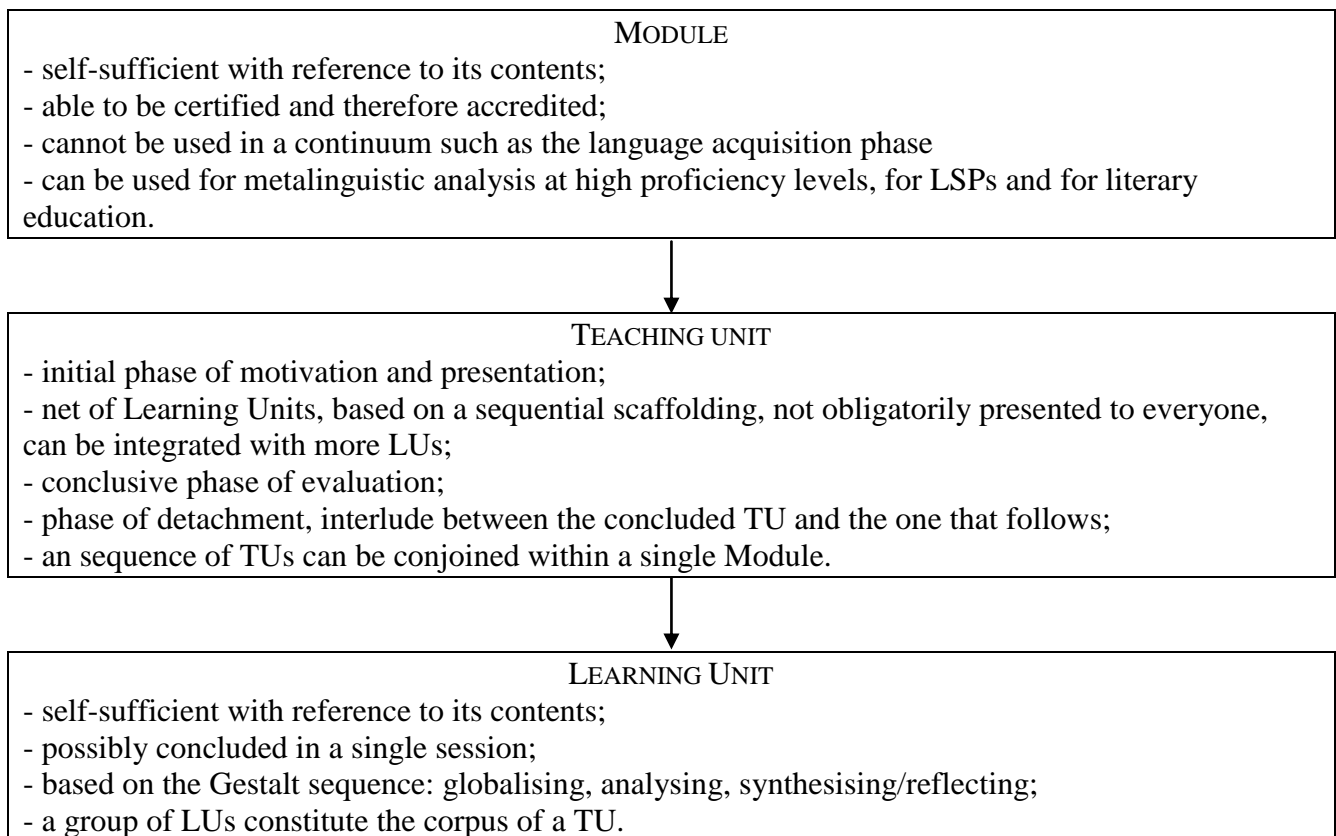 MODULE
- self-sufficient with reference to its contents;
- able to be certified and therefore accredited;
- cannot be used in a continuum such as the language acquisition phase
- can be used for metalinguistic analysis at high proficiency levels, for LSPs and for literary
education.
TEACHING UNIT
- initial phase of motivation and presentation;
- net of Learning Units, based on a sequential scaffolding, not obligatorily presented to everyone,
can be integrated with more LUs;
- conclusive phase of evaluation;
- phase of detachment, interlude between the concluded TU and the one that follows;
- an sequence of TUs can be conjoined within a single Module.
LEARNING UNIT
- self-sufficient with reference to its contents;
- possibly concluded in a single session;
- based on the Gestalt sequence: globalising, analysing, synthesising/reflecting;
- a group of LUs constitute the corpus of a TU.